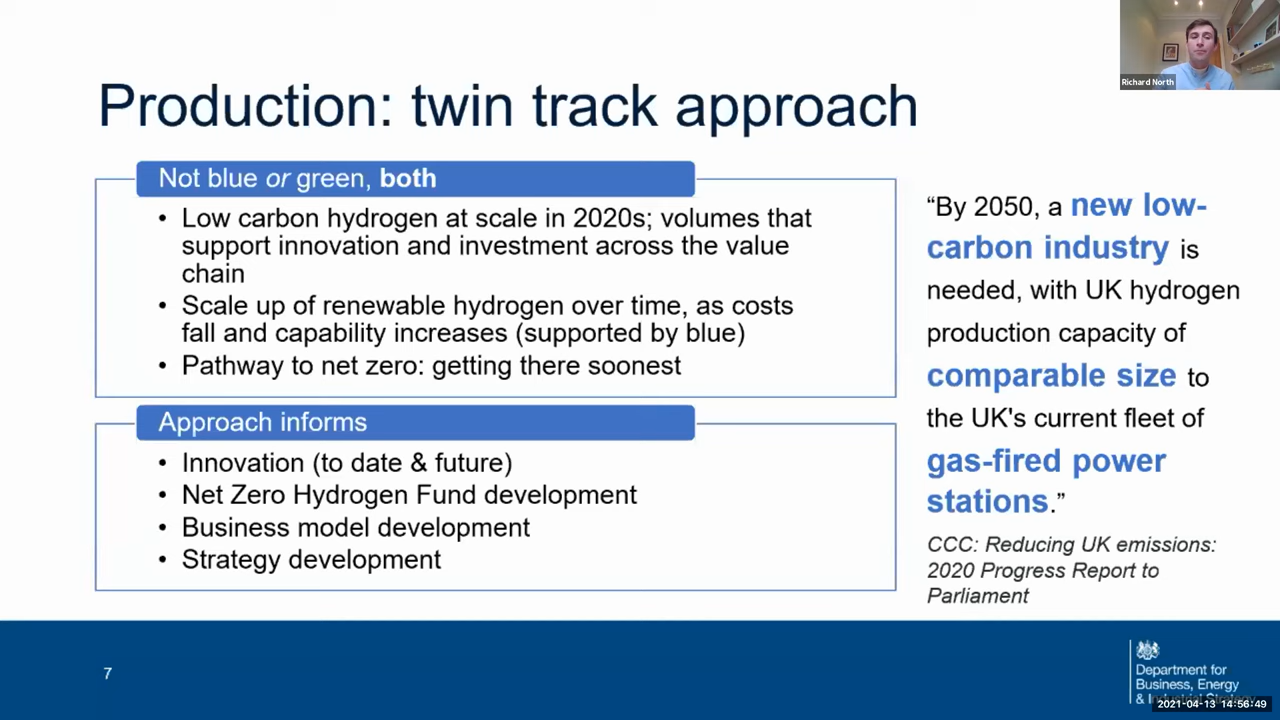 Richard North
Production: twin track approach
Not blue or green, both
• Low carbon hydrogen at scale in 2020s; volumes that
support innovation and investment across the value
chain
• Scale up of renewable hydrogen over time, as costs
fall and capability increases (supported by blue)
• Pathway to net zero: getting there soonest
Approach informs
• Innovation (to date & future)
• Net Zero Hydrogen Fund development
• Business model development
• Strategy development
“By 2050, a new low-
carbon industry is
needed, with UK hydrogen
production capacity of
comparable size to
the UK's current fleet of
gas-fired power
stations.”
CCC: Reducing UK emissions:
2020 Progress Report to
Parliament
7
Department for
Business, Energy
& Industrial Strategy
2021-04-13 14:56:49